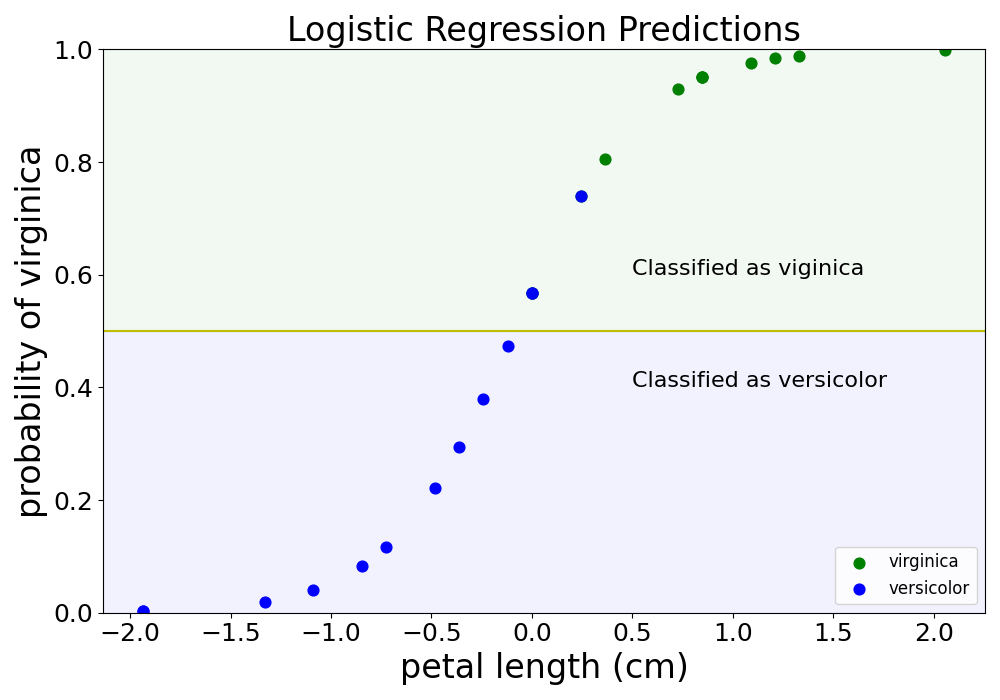 Logistic Regression Predictions
probability of virginica
1.0
0.8
0.6
0.4
0.2
0.0
Classified as viginica
Classified as versicolor
virginica
versicolor
−2.0 −1.5 −1.0 −0.5 0.0 0.5 1.0 1.5 2.0
petal length (cm)